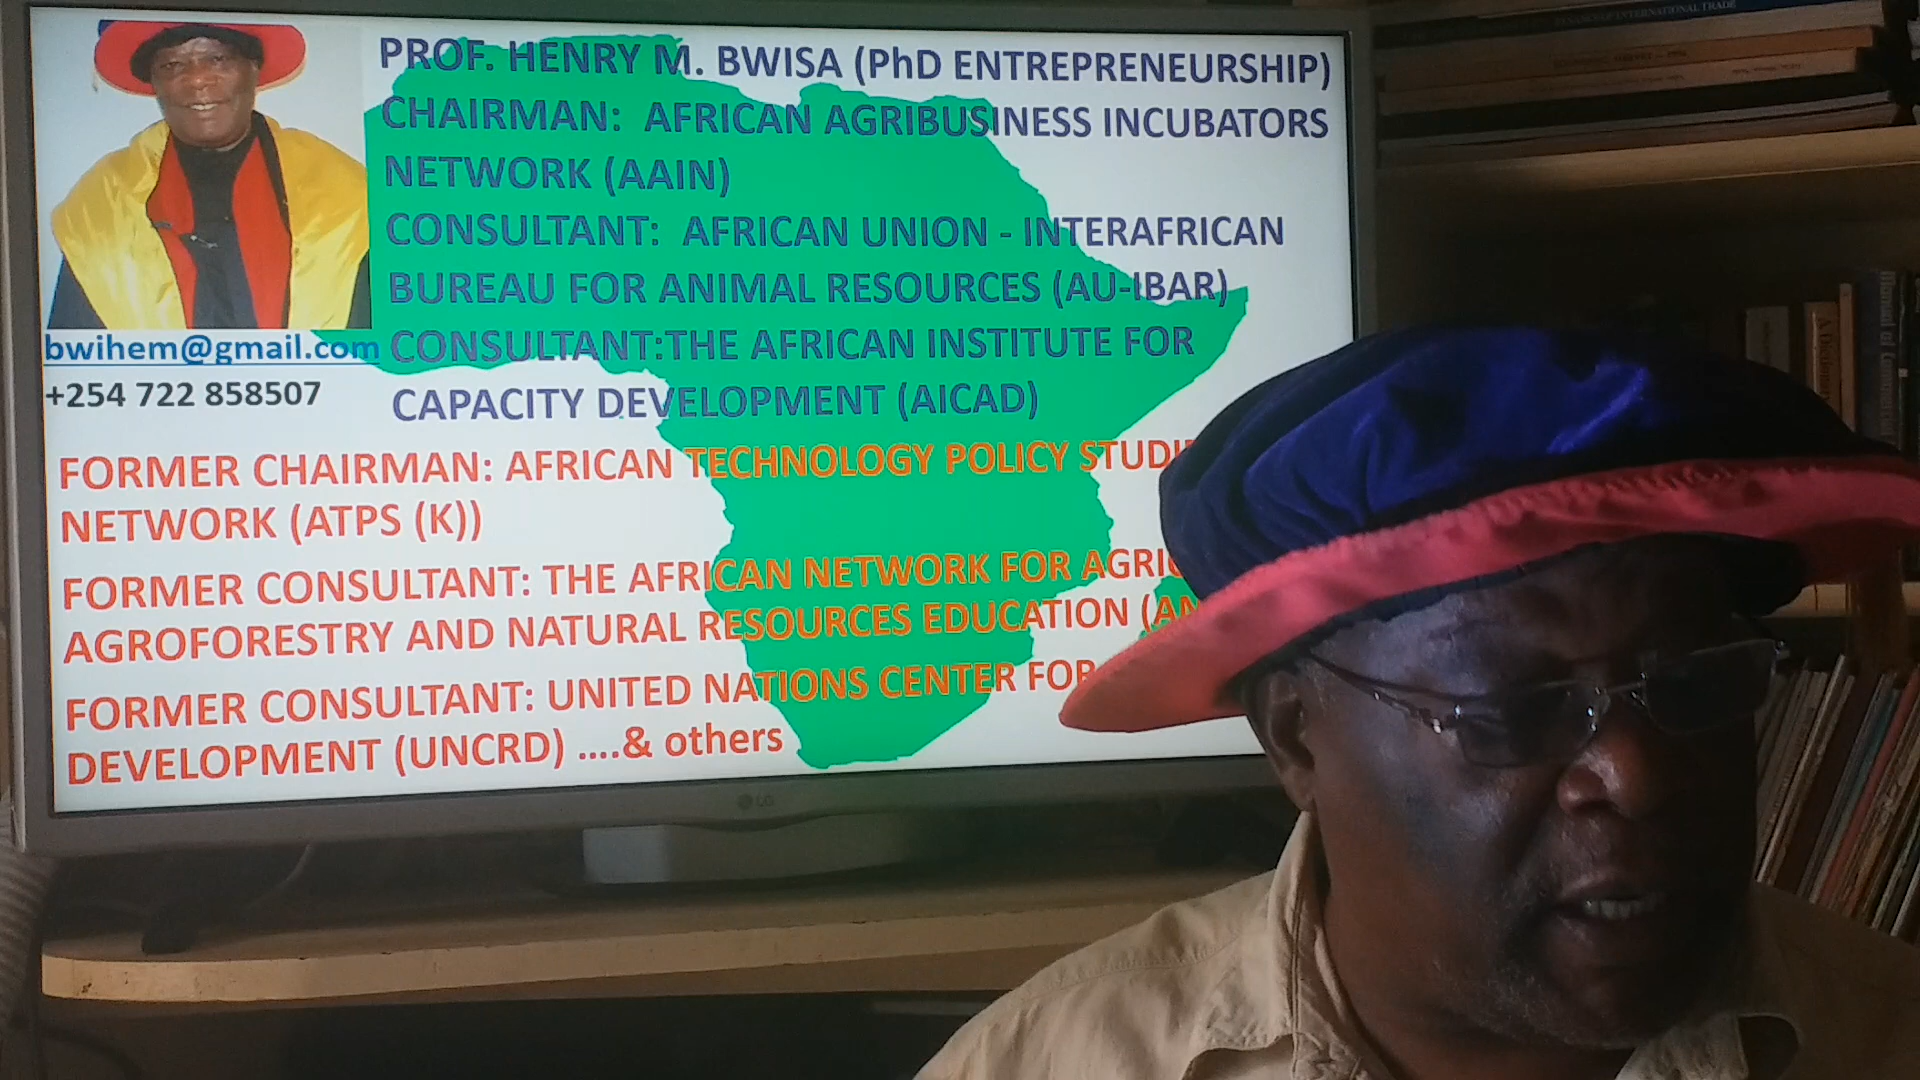 PROF. HENRY M. BWISA (PhD ENTREPRENEURSHIP)
CHAIRMAN: AFRICAN AGRIBUSINESS INCUBATORS
NETWORK (AAIN)
CONSULTANT: AFRICAN UNION - INTERAFRICAN
BUREAU FOR ANIMAL RESOURCES (AU-IBAR)
CONSULTANT:THE AFRICAN INSTITUTE FOR
CAPACITY DEVELOPMENT (AICAD)
bwihem@gmail.com
+254 722 858507
FORMER CHAIRMAN: AFRICAN TECHNOLOGY POLICY
NETWORK (ATPS (K))
FORMER CONSULTANT: THE AFRICAN NETWORK FOR
AGROFORESTRY AND NATURAL RESOURCES EDUCATION
FORMER CONSULTANT: UNITED NATIONS CENTER FOR
DEVELOPMENT (UNCRD) ....& others
LG
INTERNATIONAL TRADE